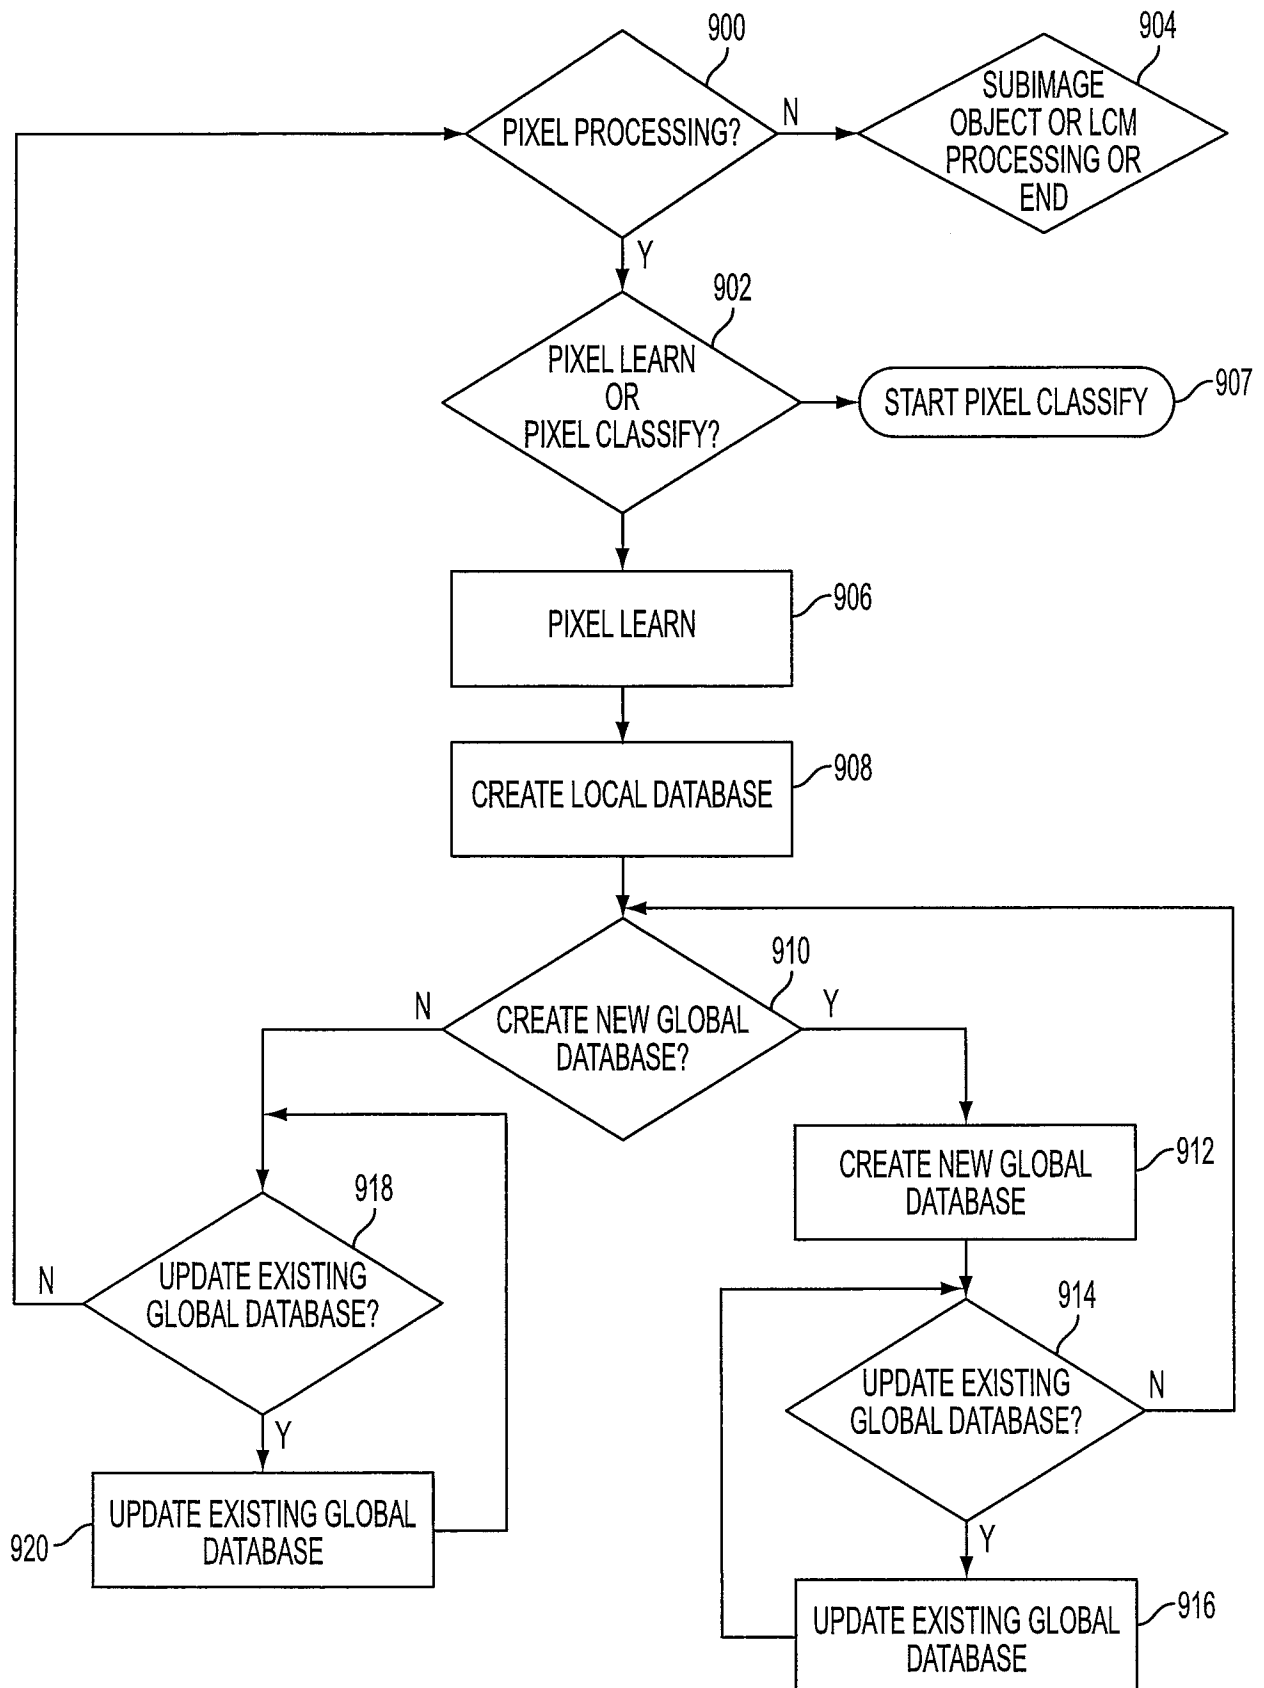 900
904
PIXEL PROCESSING?
N
SUBIMAGE
OBJECT OR LCM
PROCESSING OR
END
Y
902
PIXEL LEARN
OR
PIXEL CLASSIFY?
START PIXEL CLASSIFY
907
PIXEL LEARN
906
CREATE LOCAL DATABASE
908
910
N
CREATE NEW GLOBAL
DATABASE?
Y
CREATE NEW GLOBAL
DATABASE
912
918
N
UPDATE EXISTING
GLOBAL DATABASE?
914
UPDATE EXISTING
GLOBAL DATABASE?
N
Y
UPDATE EXISTING GLOBAL
DATABASE
920
Y
UPDATE EXISTING GLOBAL
DATABASE
916